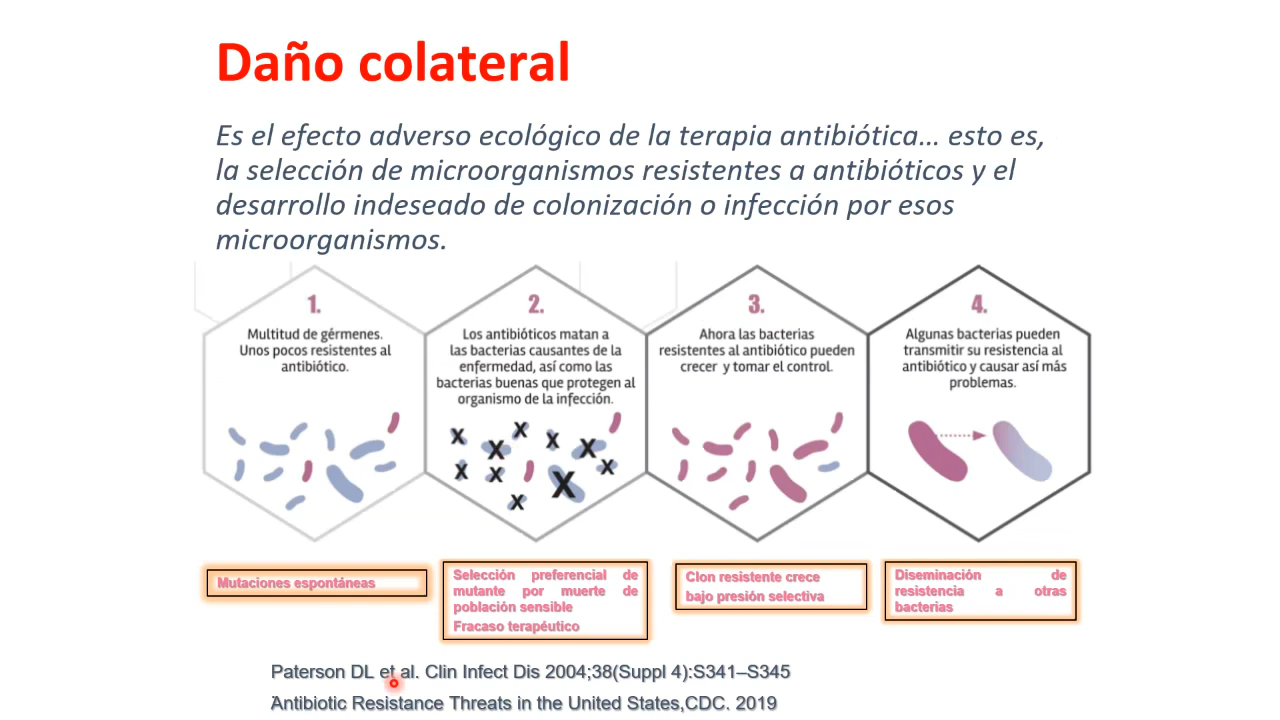 Daño colateral
Es el efecto adverso ecológico de la terapia antibiótica... esto es,
la selección de microorganismos resistentes a antibióticos y el
desarrollo indeseado de colonización o infección por esos
microorganismos.
1.
Multitud de gérmenes.
Unos pocos resistentes al
antibiótico.
2.
Los antibióticos matan a
las bacterias causantes de la
enfermedad, así como las
bacterias buenas que protegen al
organismo de la infección.
X X X X X X X X X X
3.
Ahora las bacterias
resistentes al antibiótico pueden
crecer y tomar el control.
4.
Algunas bacterias pueden
transmitir su resistencia al
antibiótico y causar así más
problemas.
Mutaciones espontáneas
Selección preferencial de
mutante por muerte de
población sensible
Fracaso terapéutico
Clon resistente crece
bajo presión selectiva
Diseminación de
resistencia a otras
bacterias
Paterson DL et al. Clin Infect Dis 2004;38(Suppl 4):S341–S345
Antibiotic Resistance Threats in the United States,CDC. 2019